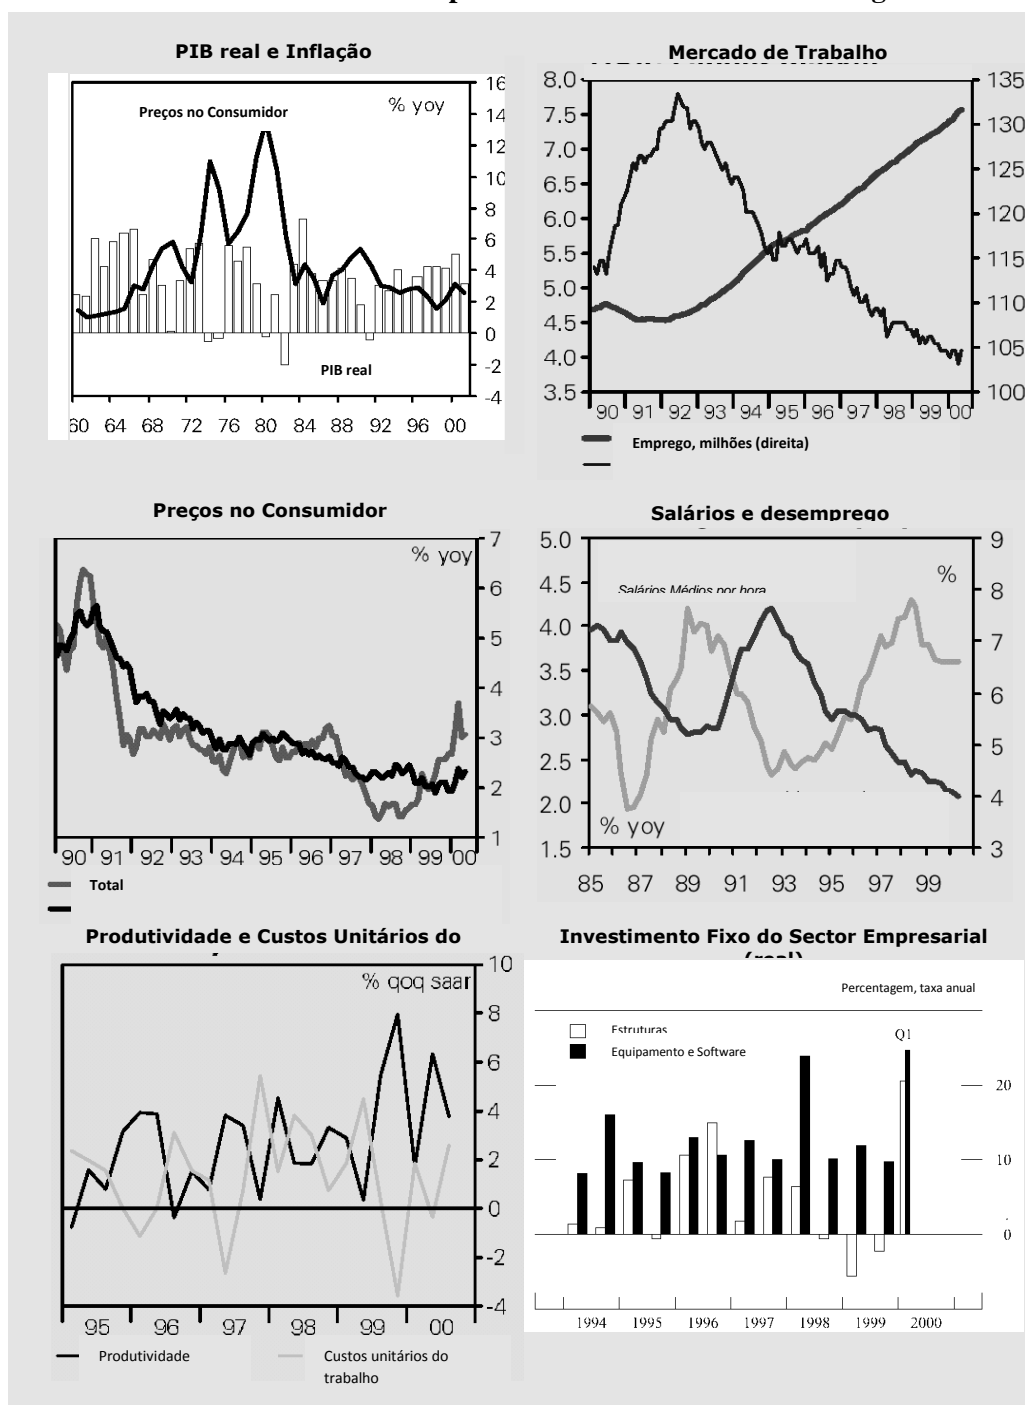 PIB real e Inflação
% yoy
Preços no Consumidor
PIB real
16
14
12
10
8
6
4
2
0
-2
-4
60 64 68 72 76 80 84 88 92 96 00
Mercado de Trabalho
8.0
7.5
7.0
6.5
6.0
5.5
5.0
4.5
4.0
3.5
135
130
125
120
115
110
105
100
90 91 92 93 94 95 96 97 98 99 00
Emprego, milhões (direita)
Preços no Consumidor
% yoy
7
6
5
4
3
2
1
90 91 92 93 94 95 96 97 98 99 00
Total
Salários e desemprego
5.0
4.5
4.0
3.5
3.0
2.5
2.0
1.5
Salários Médios por hora
%
% yoy
9
8
7
6
5
4
3
85 87 89 91 93 95 97 99
Produtividade e Custos Unitários do
% qoq saar
10
8
6
4
2
0
-2
-4
95 96 97 98 99 00
Produtividade
Custos unitários do
trabalho
Investimento Fixo do Sector Empresarial
(real)
Percentagem, taxa anual
Estruturas
Equipamento e Software
Q1
20
10
0
1994 1995 1996 1997 1998 1999 2000